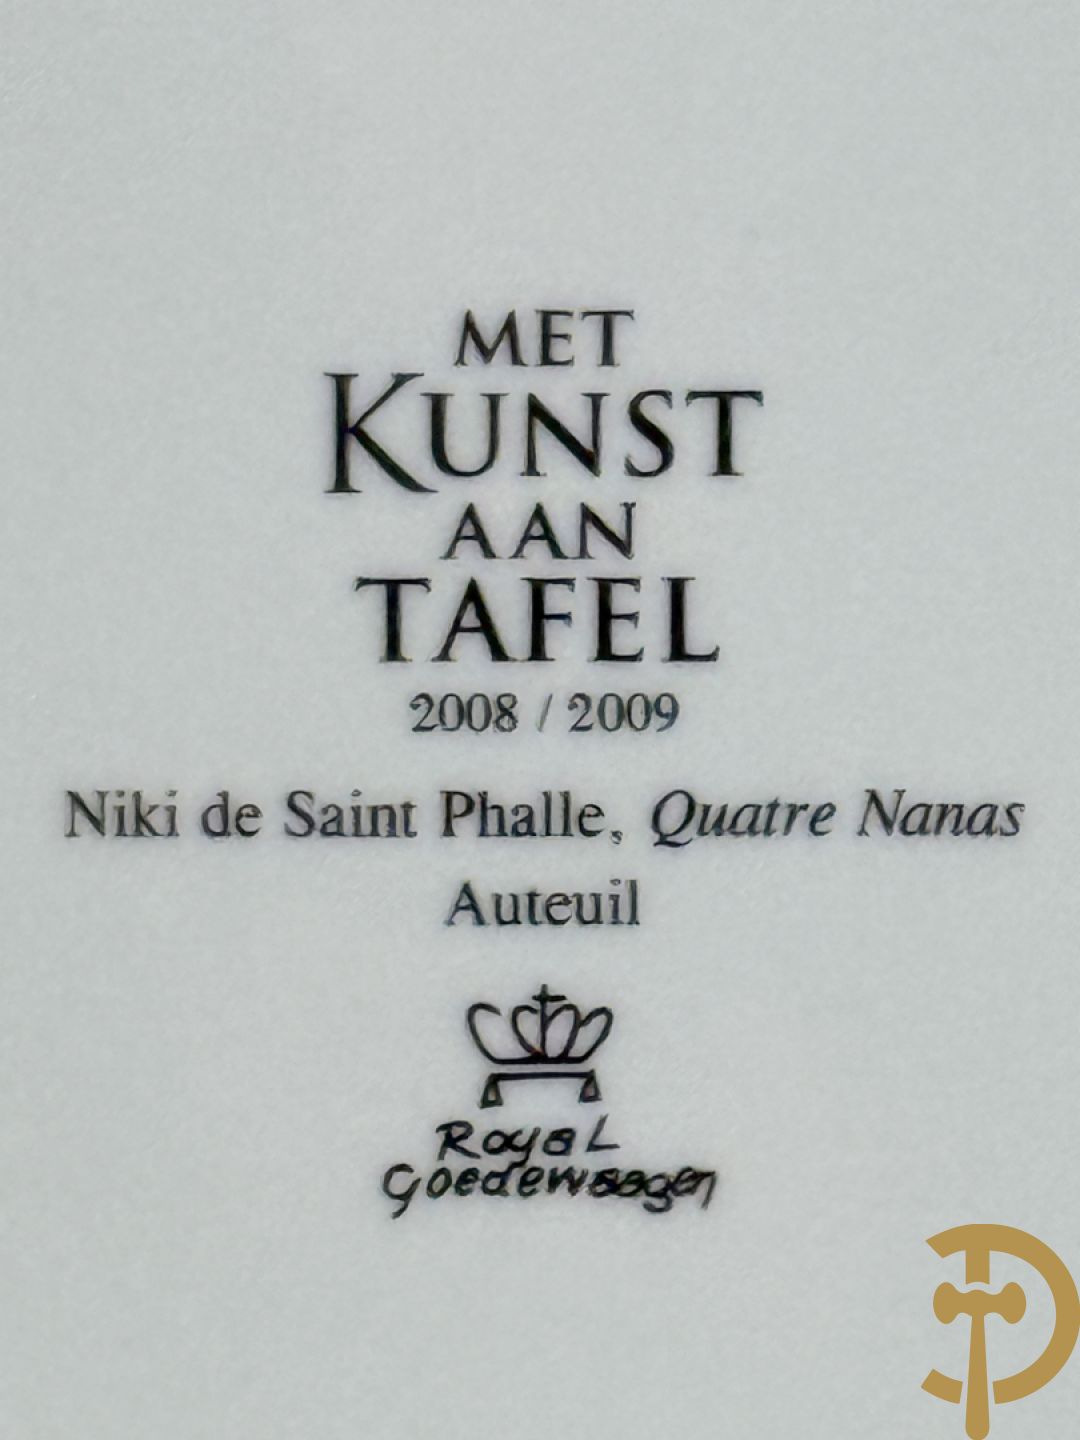 MET
KUNST
AAN
TAFEL
2008 / 2009
Niki de Saint Phalle, Quatre Nanas
Auteuil
Royal
Goedewaagen